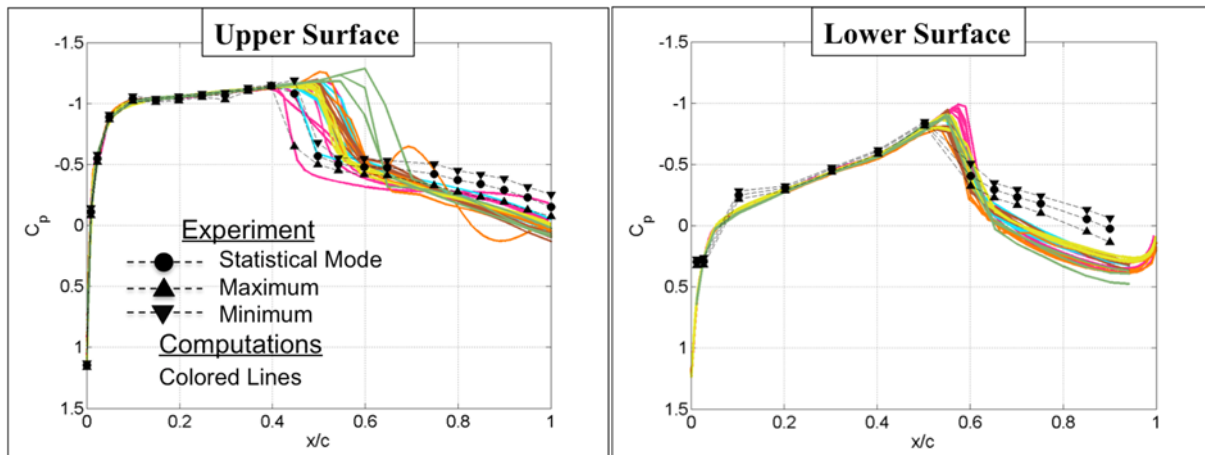 Upper Surface
-1.5
-1
-0.5
0
0.5
1
1.5
Cp
0
0.2
0.4
0.6
0.8
1
x/c
Experiment
Statistical Mode
Maximum
Minimum
Computations
Colored Lines
Lower Surface
-1.5
-1
-0.5
0
0.5
1
1.5
Cp
0
0.2
0.4
0.6
0.8
1
x/c